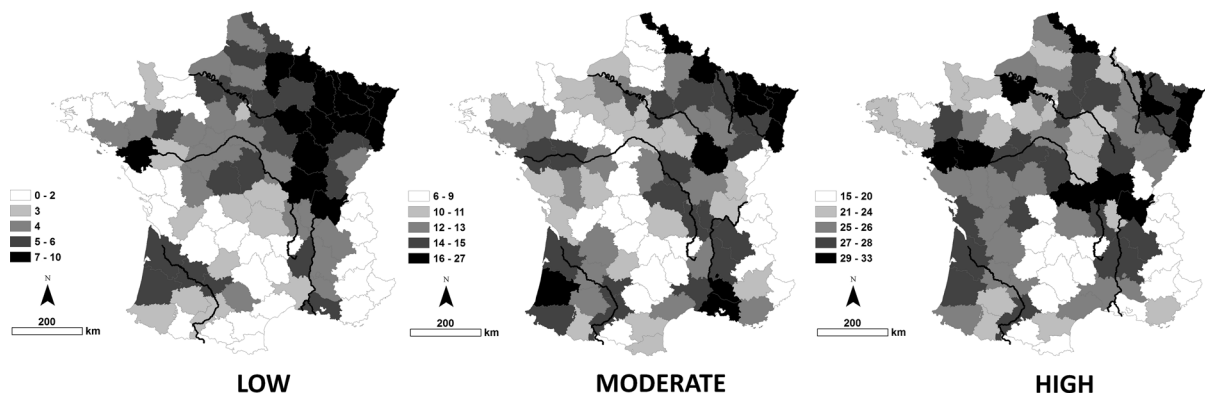 0 - 2
3
4
5 - 6
7 - 10
N
200
km
LOW
6 - 9
10 - 11
12 - 13
14 - 15
16 - 27
N
200
km
MODERATE
15 - 20
21 - 24
25 - 26
27 - 28
29 - 33
N
200
km
HIGH